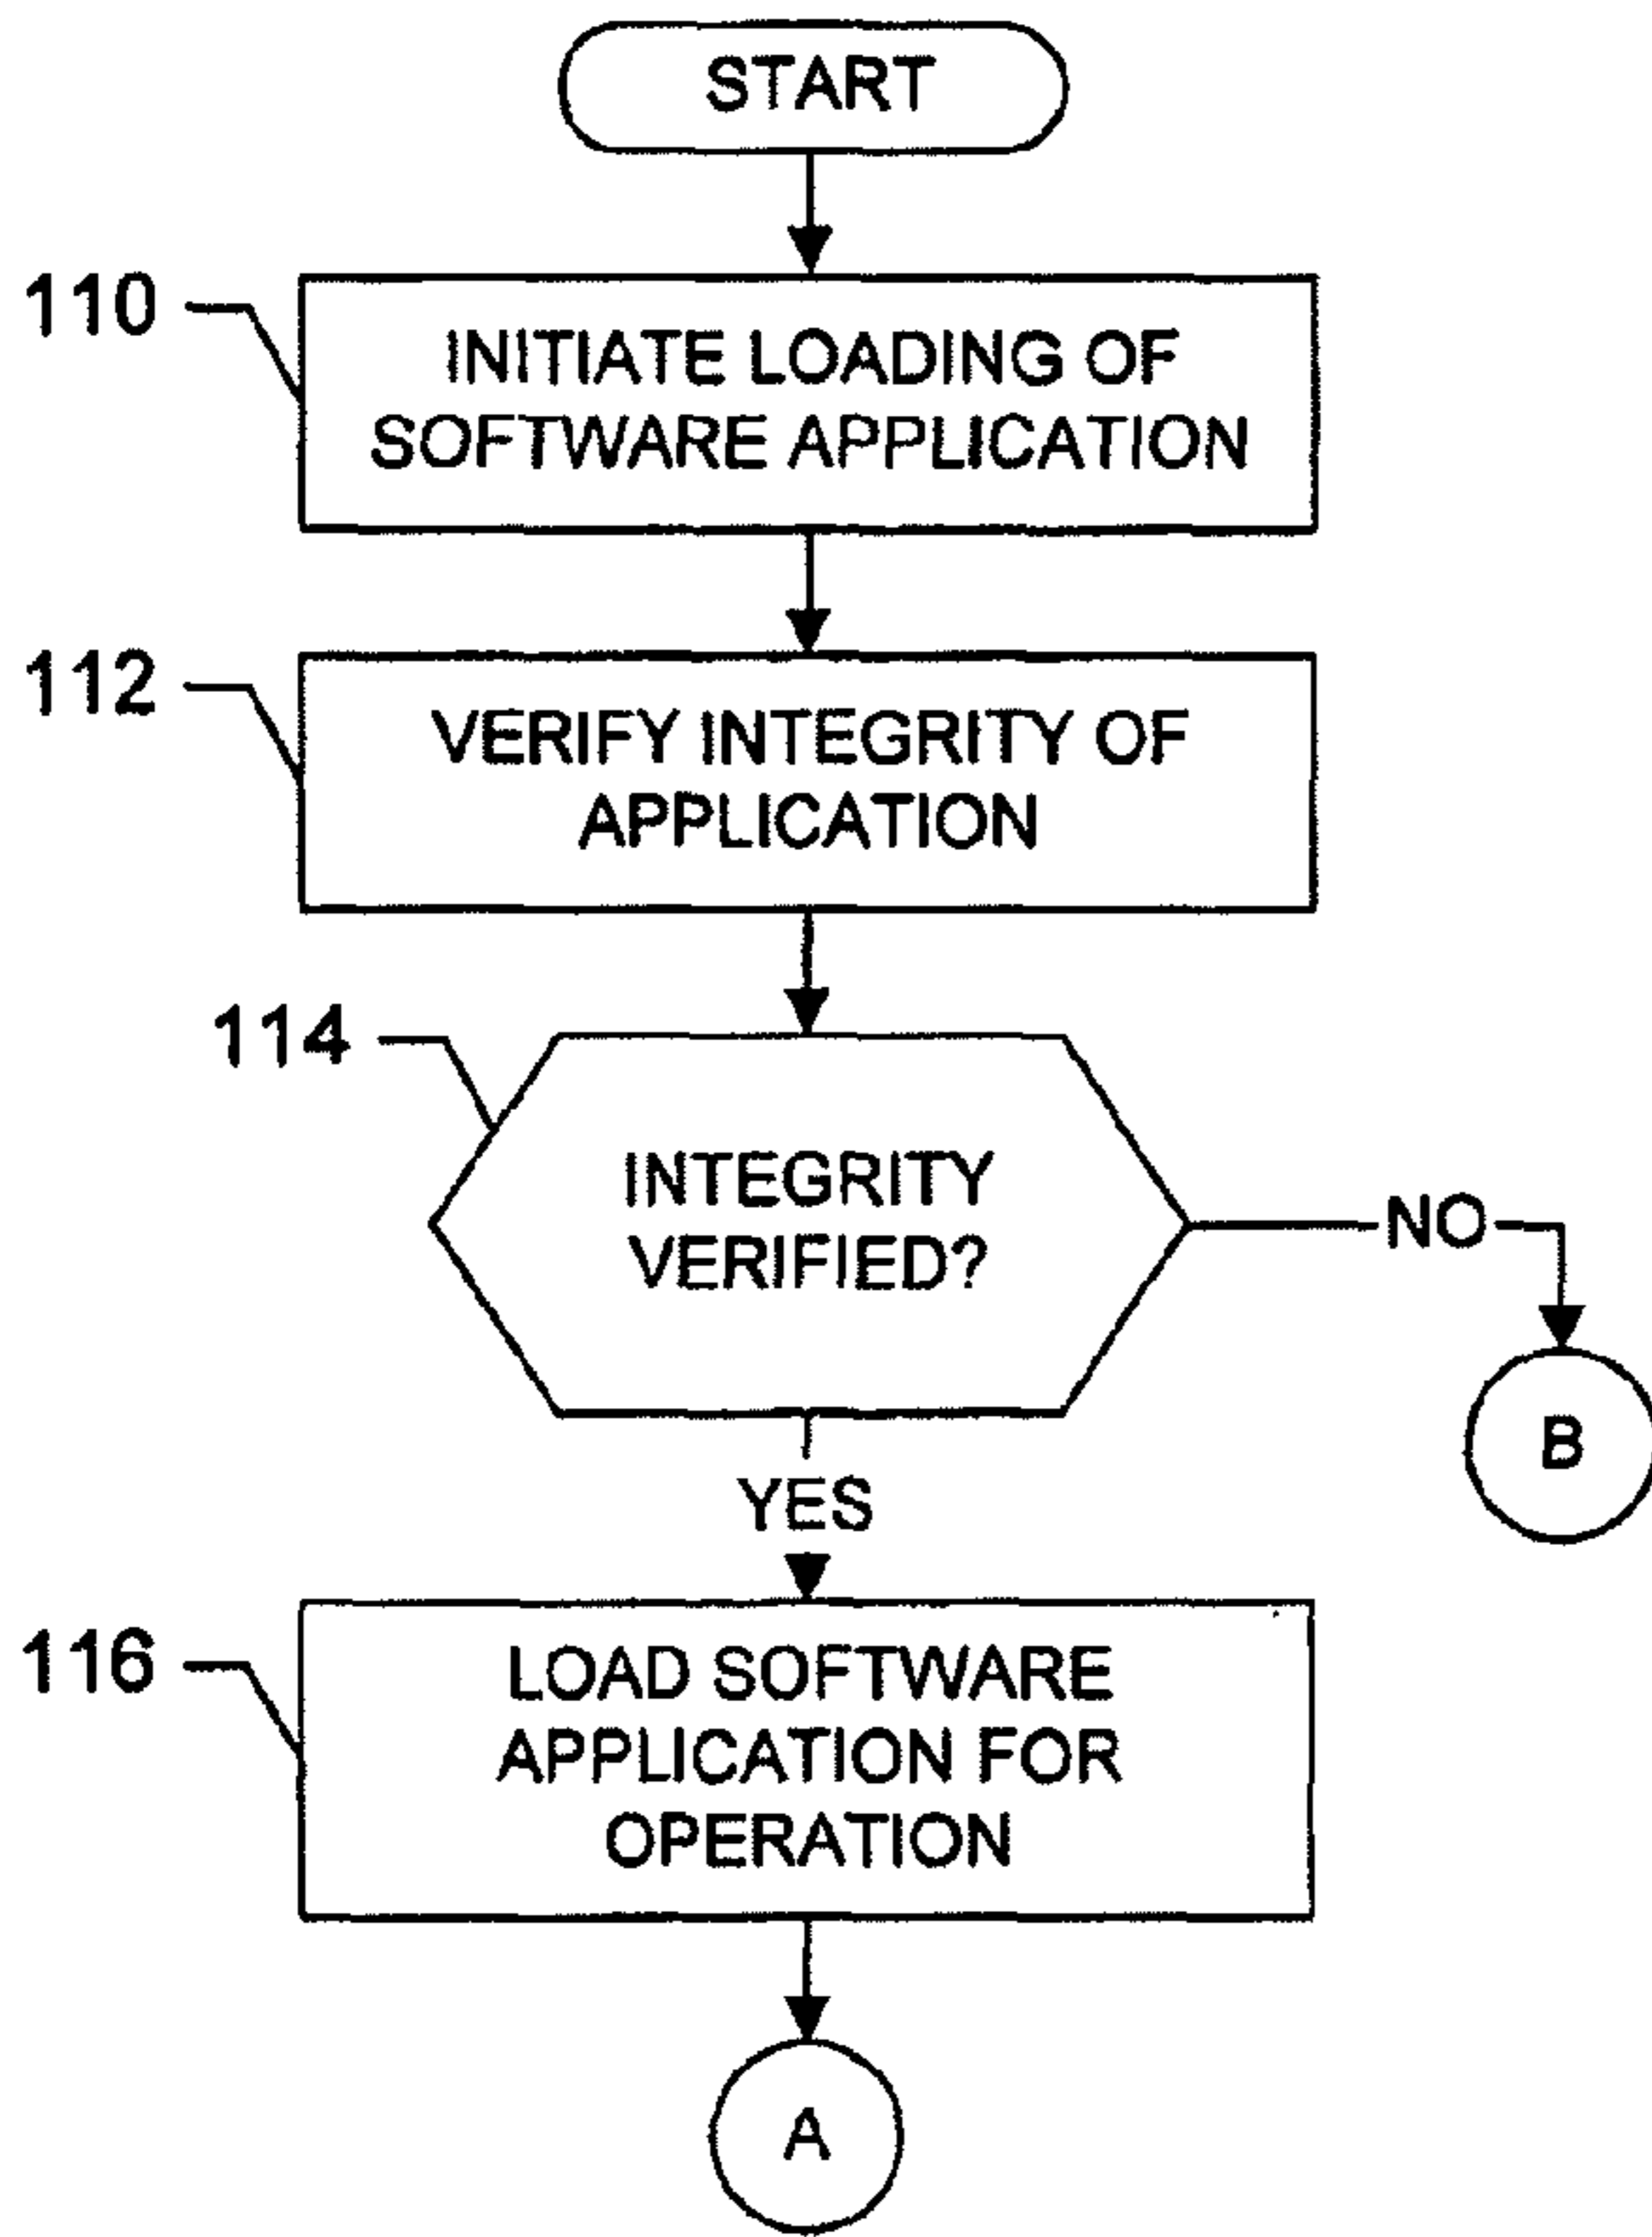 START
110
INITIATE LOADING OF
SOFTWARE APPLICATION
112
VERIFY INTEGRITY OF
APPLICATION
114
INTEGRITY
VERIFIED?
NO
B
YES
116
LOAD SOFTWARE
APPLICATION FOR
OPERATION
A